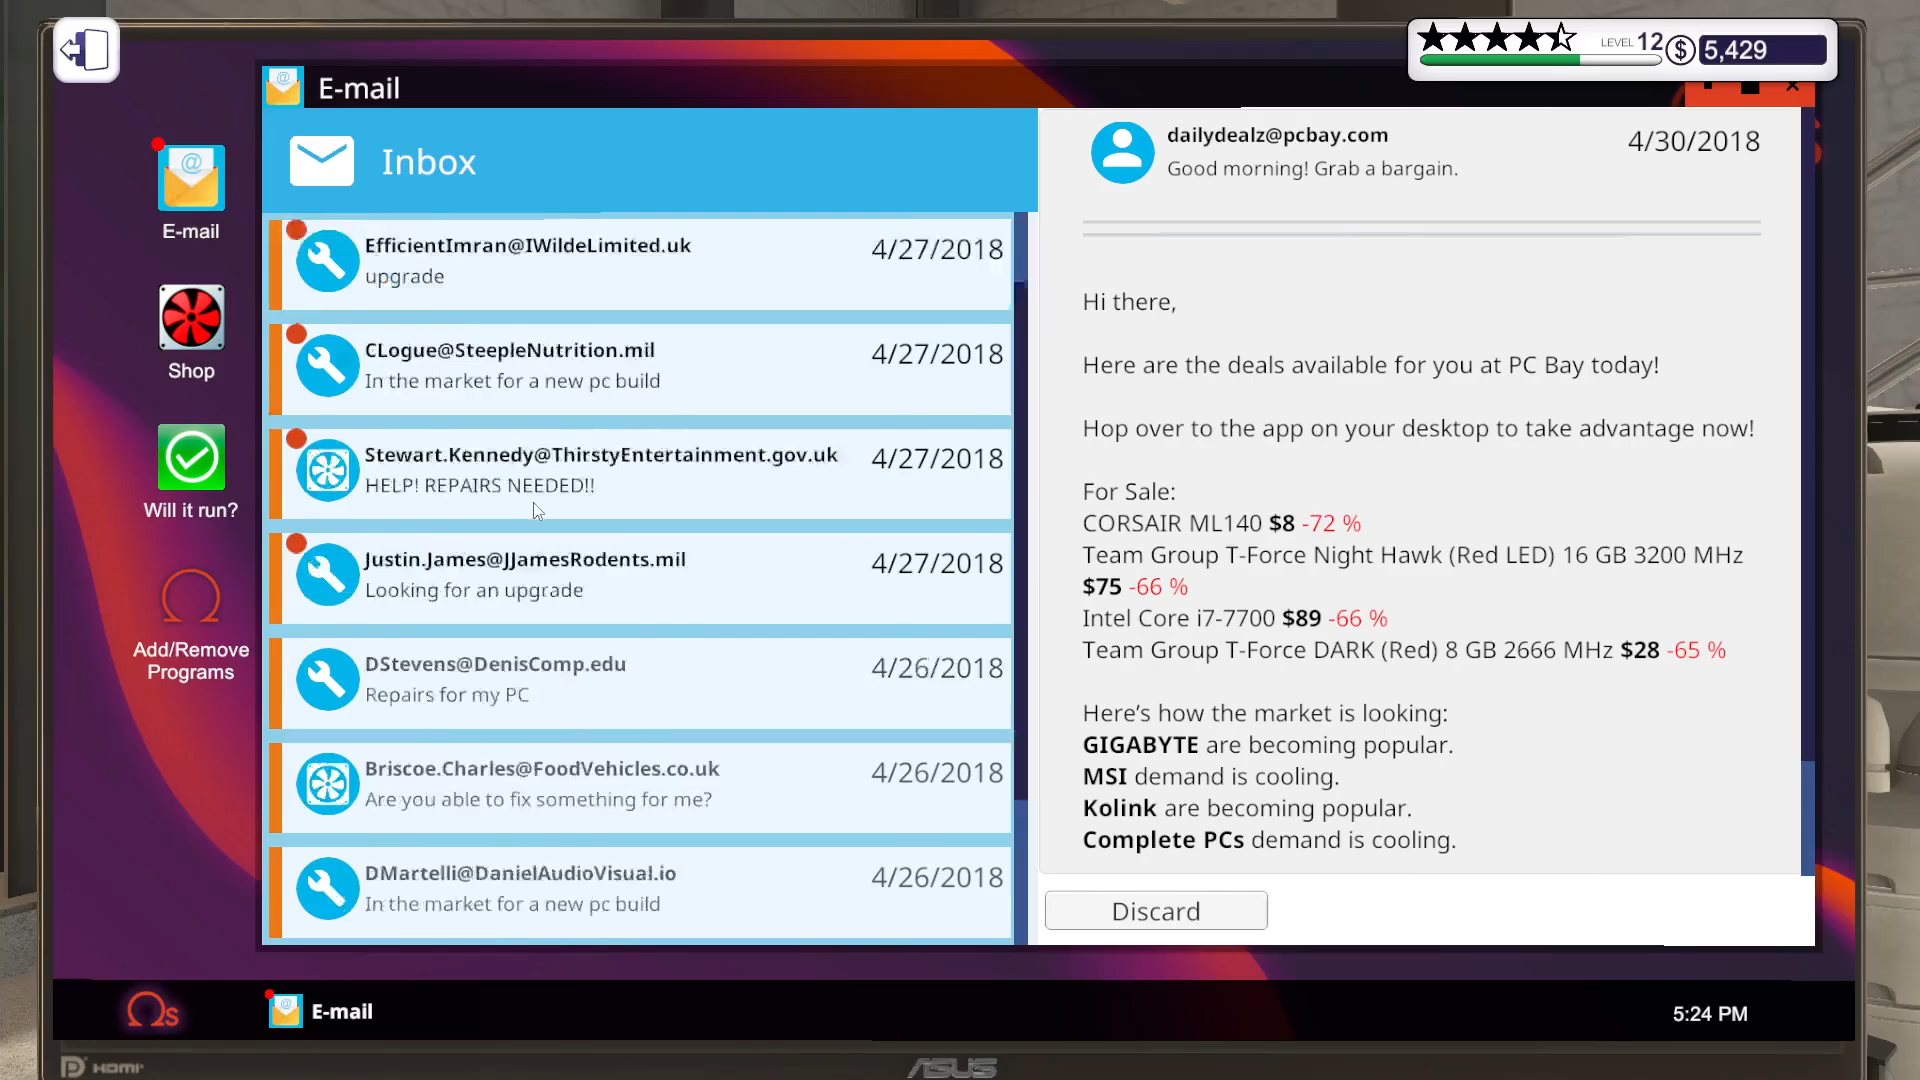 LEVEL 12
$ 5,429
E-mail
E-mail
Shop
Will it run?
Add/Remove
Programs
Inbox
EfficientImran@IWildeLimited.uk
4/27/2018
upgrade
CLogue@SteepleNutrition.mil
4/27/2018
In the market for a new pc build
Stewart.Kennedy@ThirstyEntertainment.gov.uk
4/27/2018
HELP! REPAIRS NEEDED!!
Justin.James@JJamesRodents.mil
4/27/2018
Looking for an upgrade
DStevens@DenisComp.edu
4/26/2018
Repairs for my PC
Briscoe.Charles@FoodVehicles.co.uk
4/26/2018
Are you able to fix something for me?
DMartelli@DanielAudioVisual.io
4/26/2018
In the market for a new pc build
dailydealz@pcbay.com
4/30/2018
Good morning! Grab a bargain.
Hi there,
Here are the deals available for you at PC Bay today!
Hop over to the app on your desktop to take advantage now!
For Sale:
CORSAIR ML140 $8 -72 %
Team Group T-Force Night Hawk (Red LED) 16 GB 3200 MHz
$75 -66 %
Intel Core i7-7700 $89 -66 %
Team Group T-Force DARK (Red) 8 GB 2666 MHz $28 -65 %
Here's how the market is looking:
GIGABYTE are becoming popular.
MSI demand is cooling.
Kolink are becoming popular.
Complete PCs demand is cooling.
Discard
Ωs
E-mail
5:24 PM
HDMI
ASUS